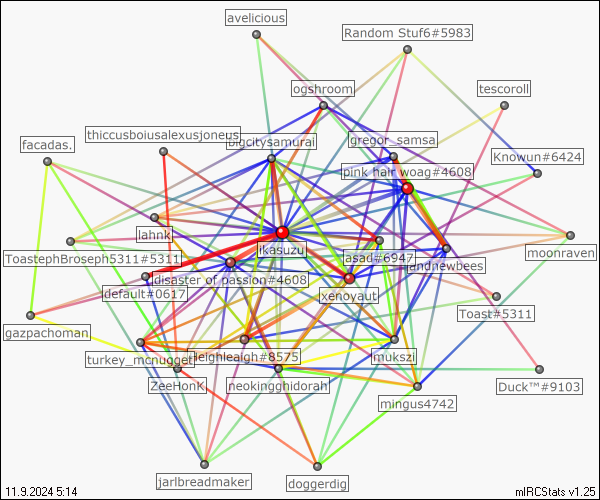 avelicious
Random Stuf6#5983
ogshroom
tescoroll
thiccusboiusalexusjoneus
bigcitysamurai
gregor_samsa
facadas.
pink hair woag#4608
Knowun#6424
lahnk
ikasuzu
asad#6947
landnewbees
moonraven
ToastephBroseph5311#5311
disaster of passion#4608
default#0617
xenoyaut
Toast#5311
gazpachoman
turkey_mcnugget
leighlealgh#8575
mukszi
ZeeHonK
neokingghidorah
Duck™#9103
mingus4742
jarlbreadmaker
doggerdig
11.9.2024 5:14
mIRCStats v1.25